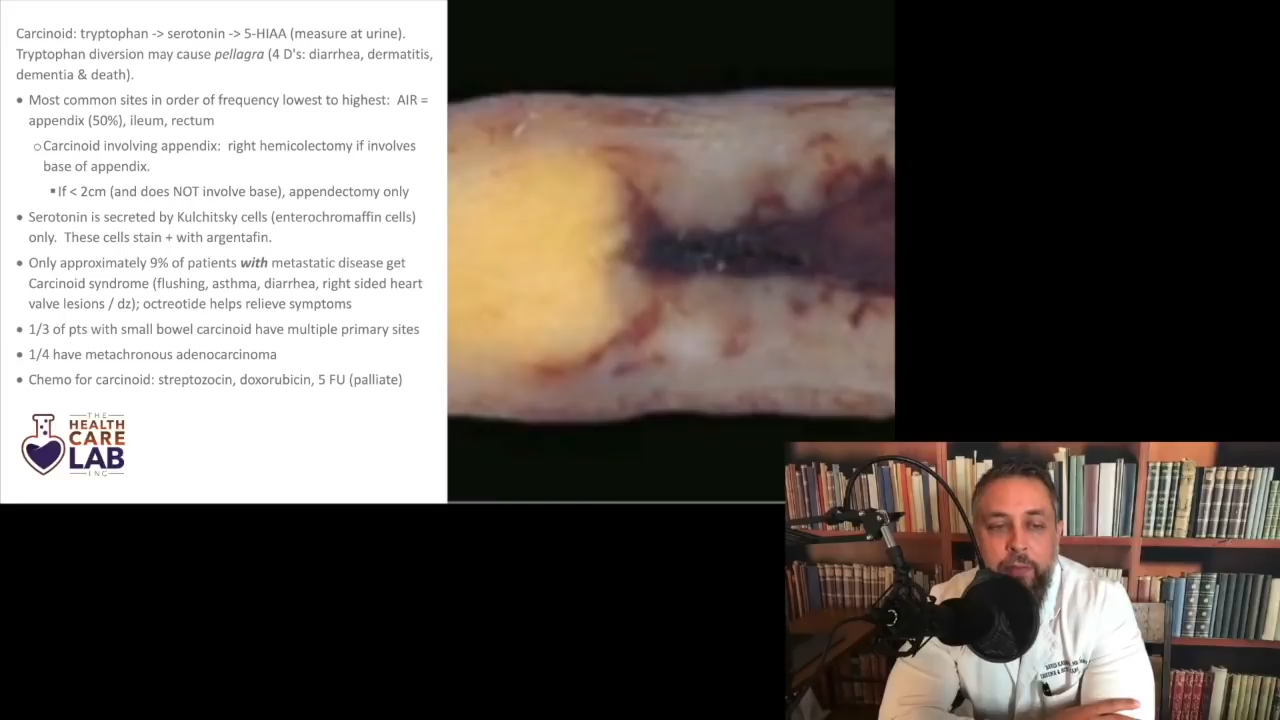 Carcinoid: tryptophan -> serotonin -> 5-HIAA (measure at urine).
Tryptophan diversion may cause pellagra (4 D's: diarrhea, dermatitis,
dementia & death).
• Most common sites in order of frequency lowest to highest: AIR =
appendix (50%), ileum, rectum
○ Carcinoid involving appendix: right hemicolectomy if involves
base of appendix.
▪ If < 2cm (and does NOT involve base), appendectomy only
• Serotonin is secreted by Kulchitsky cells (enterochromaffin cells)
only. These cells stain + with argentafin.
• Only approximately 9% of patients with metastatic disease get
Carcinoid syndrome (flushing, asthma, diarrhea, right sided heart
valve lesions / dz); octreotide helps relieve symptoms
• 1/3 of pts with small bowel carcinoid have multiple primary sites
• 1/4 have metachronous adenocarcinoma
• Chemo for carcinoid: streptozocin, doxorubicin, 5 FU (palliate)
THE
HEALTH
CARE
LAB
INC